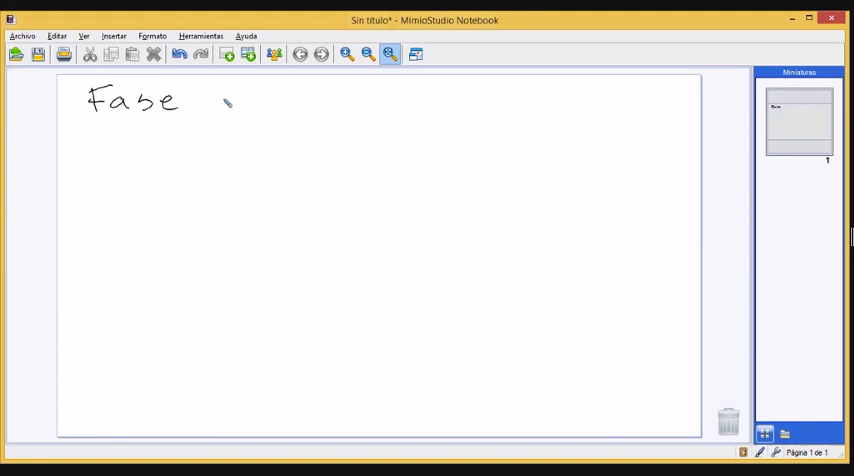 Sin título* - MimioStudio Notebook
Archivo Editar Ver Insertar Formato Herramientas Ayuda
Fase
Miniaturas
1
Página 1 de 1